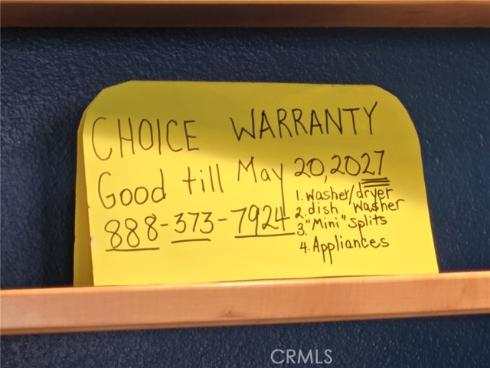 CHOICE WARRANTY
Good till May 20,2027
888-373-7924
1. washer/dryer
2. dish washer
3. "Mini" Splits
4. Appliances
CRMLS